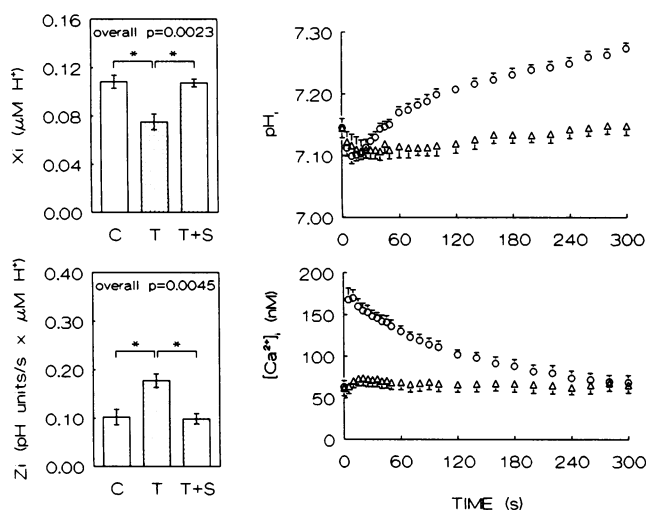 Xi (μM H⁺)
0.16
0.12
0.08
0.04
0.00
overall p=0.0023
* *
C T T+S
pHᵢ
7.30
7.20
7.10
7.00
0 60 120 180 240 300
Zi (pH units/s × μM H⁺)
0.40
0.30
0.20
0.10
0.00
overall p=0.0045
* *
C T T+S
[Ca²⁺]ᵢ (nM)
200
150
100
50
0
0 60 120 180 240 300
TIME (s)